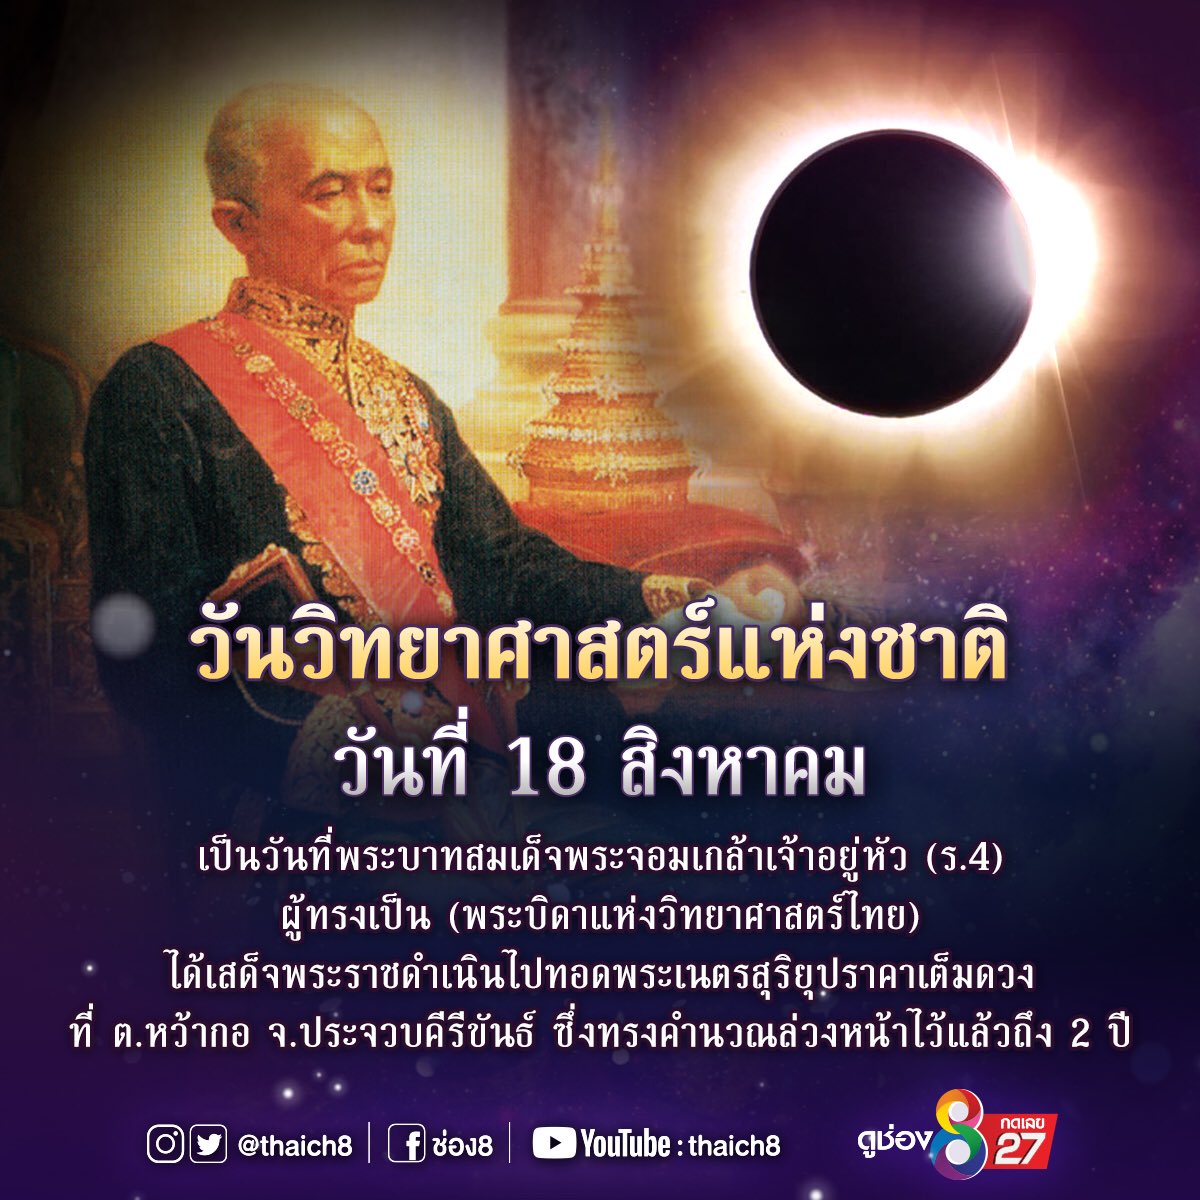 วันวิทยาศาสตร์แห่งชาติ
วันที่ 18 สิงหาคม
เป็นวันที่พระบาทสมเด็จพระจอมเกล้าเจ้าอยู่หัว (ร.4)
ผู้ทรงเป็น (พระบิดาแห่งวิทยาศาสตร์ไทย)
ได้เสด็จพระราชดำเนินไปทอดพระเนตรสุริยุปราคาเต็มดวง
ที่ ต.หว้ากอ จ.ประจวบคีรีขันธ์ ซึ่งทรงคำนวณล่วงหน้าไว้แล้วถึง 2 ปี
@thaich8 | ช่อง8 | YouTube : thaich8
ดูช่อง 8 กดเลข 27